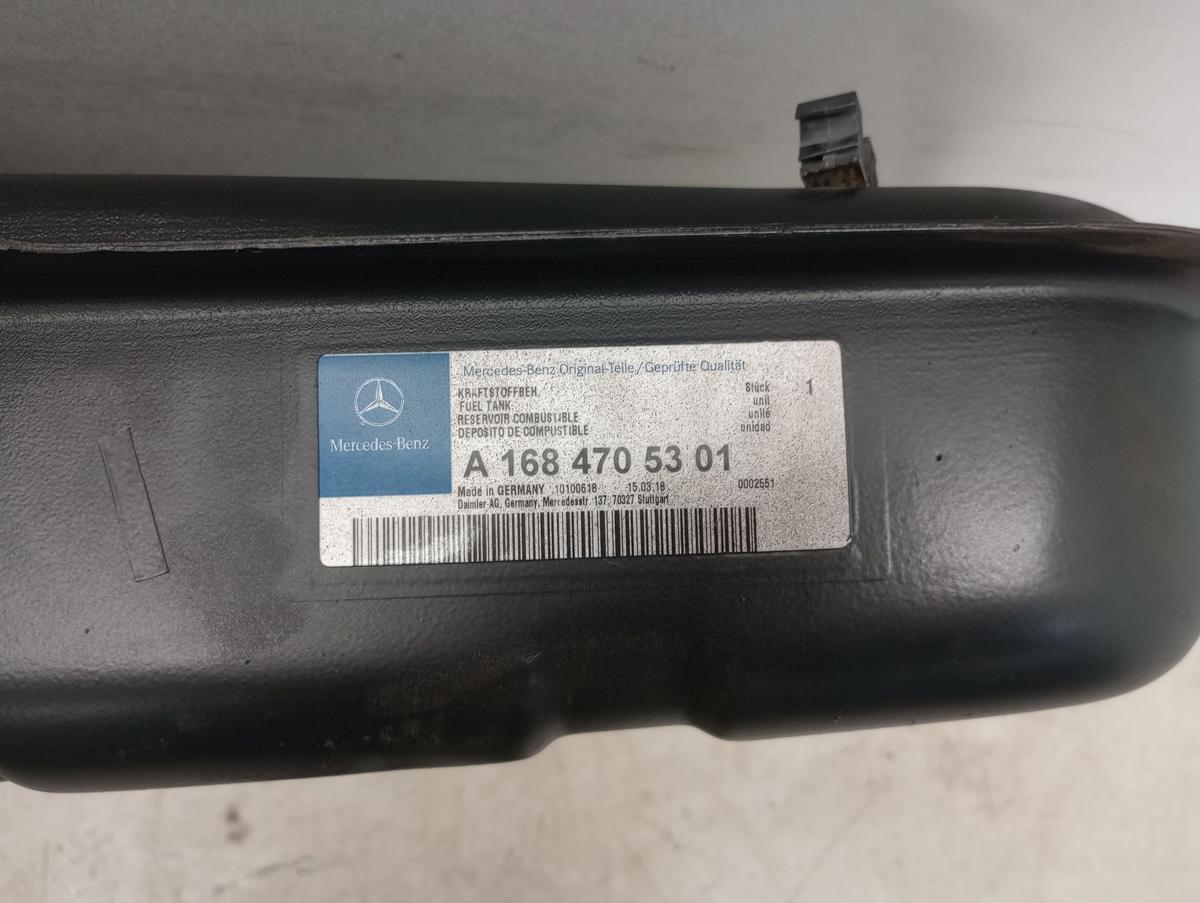 Mercedes-Benz
Mercedes-Benz Original-Teile/Geprüfte Qualität
KRAFTSTOFFBEH. Stück 1
FUEL TANK unit
RESERVOIR COMBUSTIBLE unité
DEPOSITO DE COMPUSTIBLE unidad
A 168 470 53 01
Made in GERMANY 10100618 15.03.18 0002551
Daimler AG, Germany, Mercedesstr. 137, 70327 Stuttgart